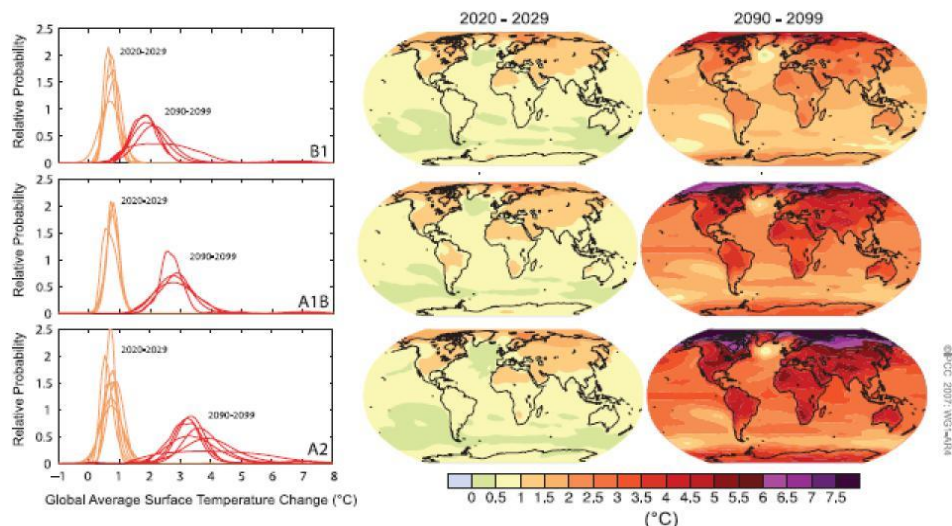 2020 - 2029
2090 - 2099
Relative Probability
2.5
2
1.5
1
0.5
0
2020-2029
2090-2099
B1
Relative Probability
2.5
2
1.5
1
0.5
0
2020-2029
2090-2099
A1B
Relative Probability
2.5
2
1.5
1
0.5
0
2020-2029
2090-2099
A2
-1 0 1 2 3 4 5 6 7 8
Global Average Surface Temperature Change (°C)
0 0.5 1 1.5 2 2.5 3 3.5 4 4.5 5 5.5 6 6.5 7 7.5
(°C)
©IPCC 2007: WG1-AR4